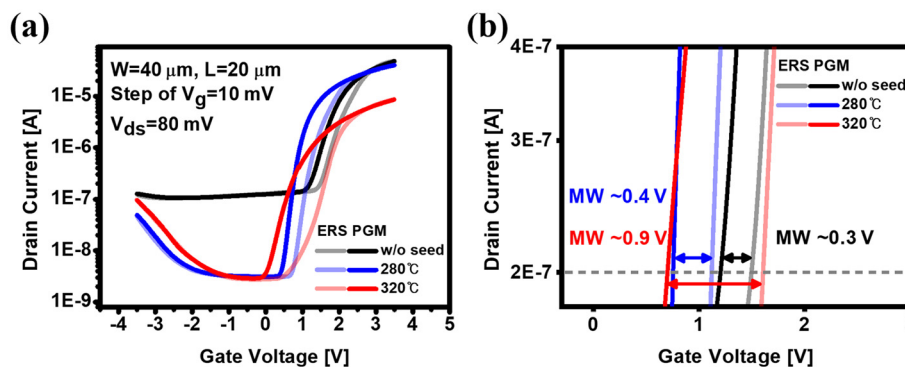 (a)
W=40 μm, L=20 μm
Step of Vg=10 mV
Vds=80 mV
Drain Current [A]
1E-5
1E-6
1E-7
1E-8
1E-9
ERS PGM
w/o seed
280℃
320℃
-4 -3 -2 -1 0 1 2 3 4 5
Gate Voltage [V]
(b)
Drain Current [A]
4E-7
3E-7
2E-7
ERS PGM
w/o seed
280℃
320℃
MW ~0.4 V
MW ~0.9 V
MW ~0.3 V
0 1 2
Gate Voltage [V]